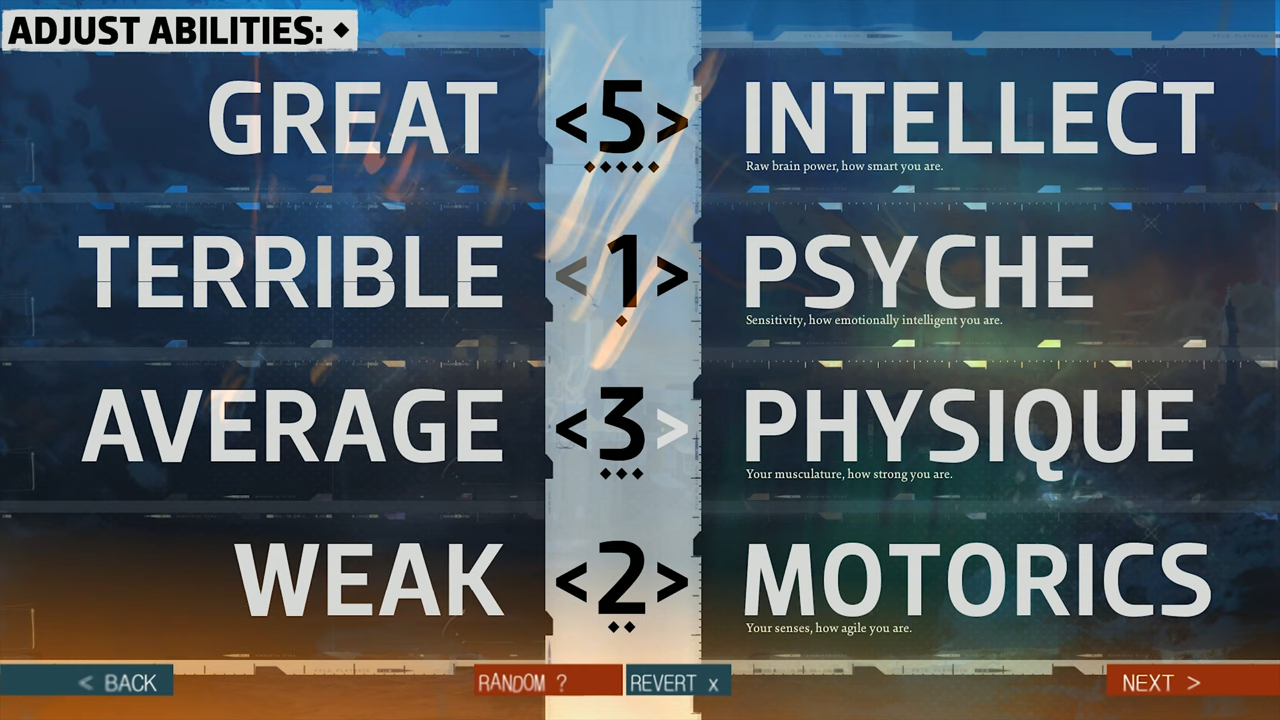 ADJUST ABILITIES: ◆
GREAT <5> INTELLECT
Raw brain power, how smart you are.
TERRIBLE <1> PSYCHE
Sensitivity, how emotionally intelligent you are.
AVERAGE <3> PHYSIQUE
Your musculature, how strong you are.
WEAK <2> MOTORICS
Your senses, how agile you are.
< BACK RANDOM ? REVERT x NEXT >